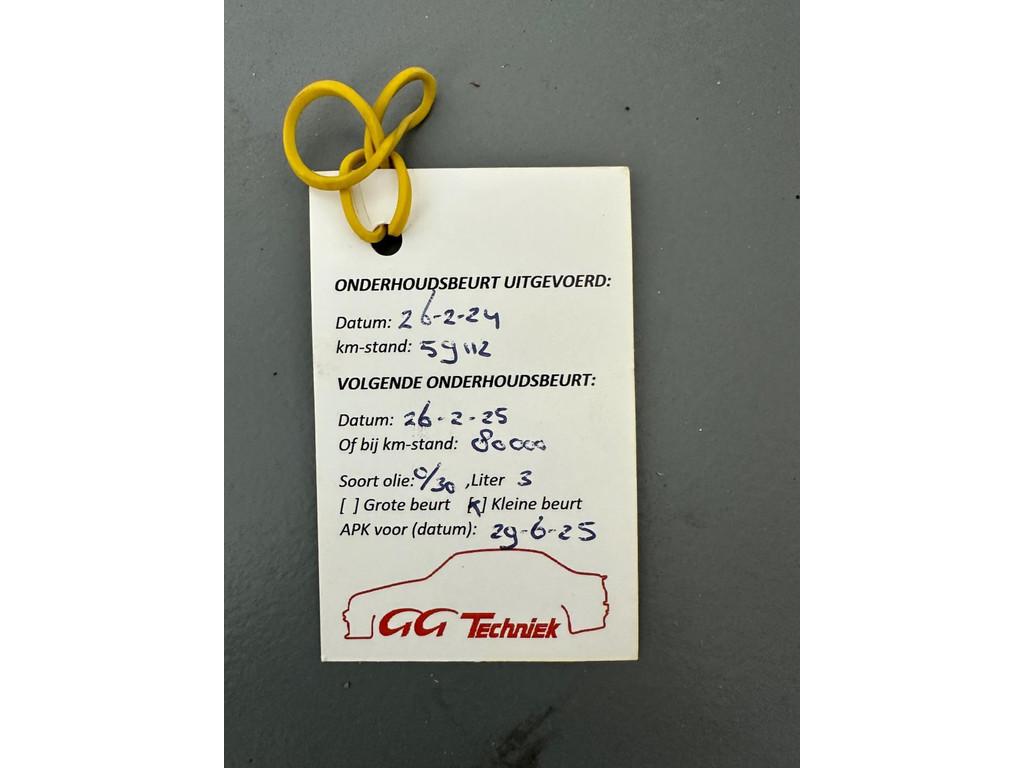 ONDERHOUDSBEURT UITGEVOERD:
Datum: 26-2-24
km-stand: 59112
VOLGENDE ONDERHOUDSBEURT:
Datum: 26-2-25
Of bij km-stand: 80000
Soort olie: 0/30 ,Liter 3
[ ] Grote beurt [x] Kleine beurt
APK voor (datum): 29-6-25
GG Techniek